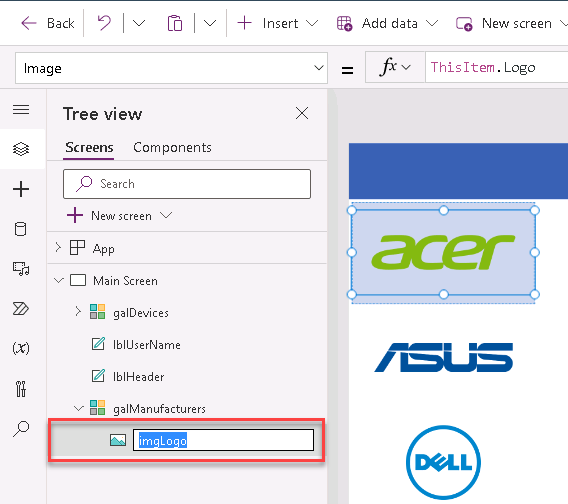 Back Insert Add data New screen
Image = fx ThisItem.Logo
Tree view
Screens Components
Search
New screen
App
Main Screen
galDevices
lblUserName
lblHeader
galManufacturers
imgLogo
acer
ASUS
DELL